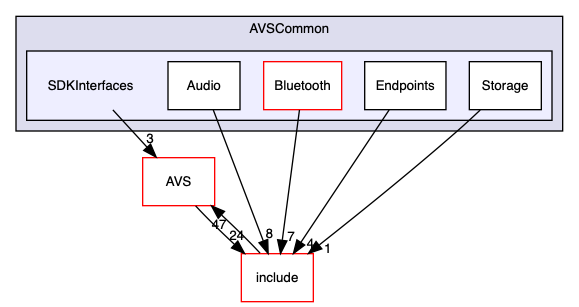 AVSCommon
SDKInterfaces
Audio
Bluetooth
Endpoints
Storage
3
AVS
47
24
8
7
4
1
include